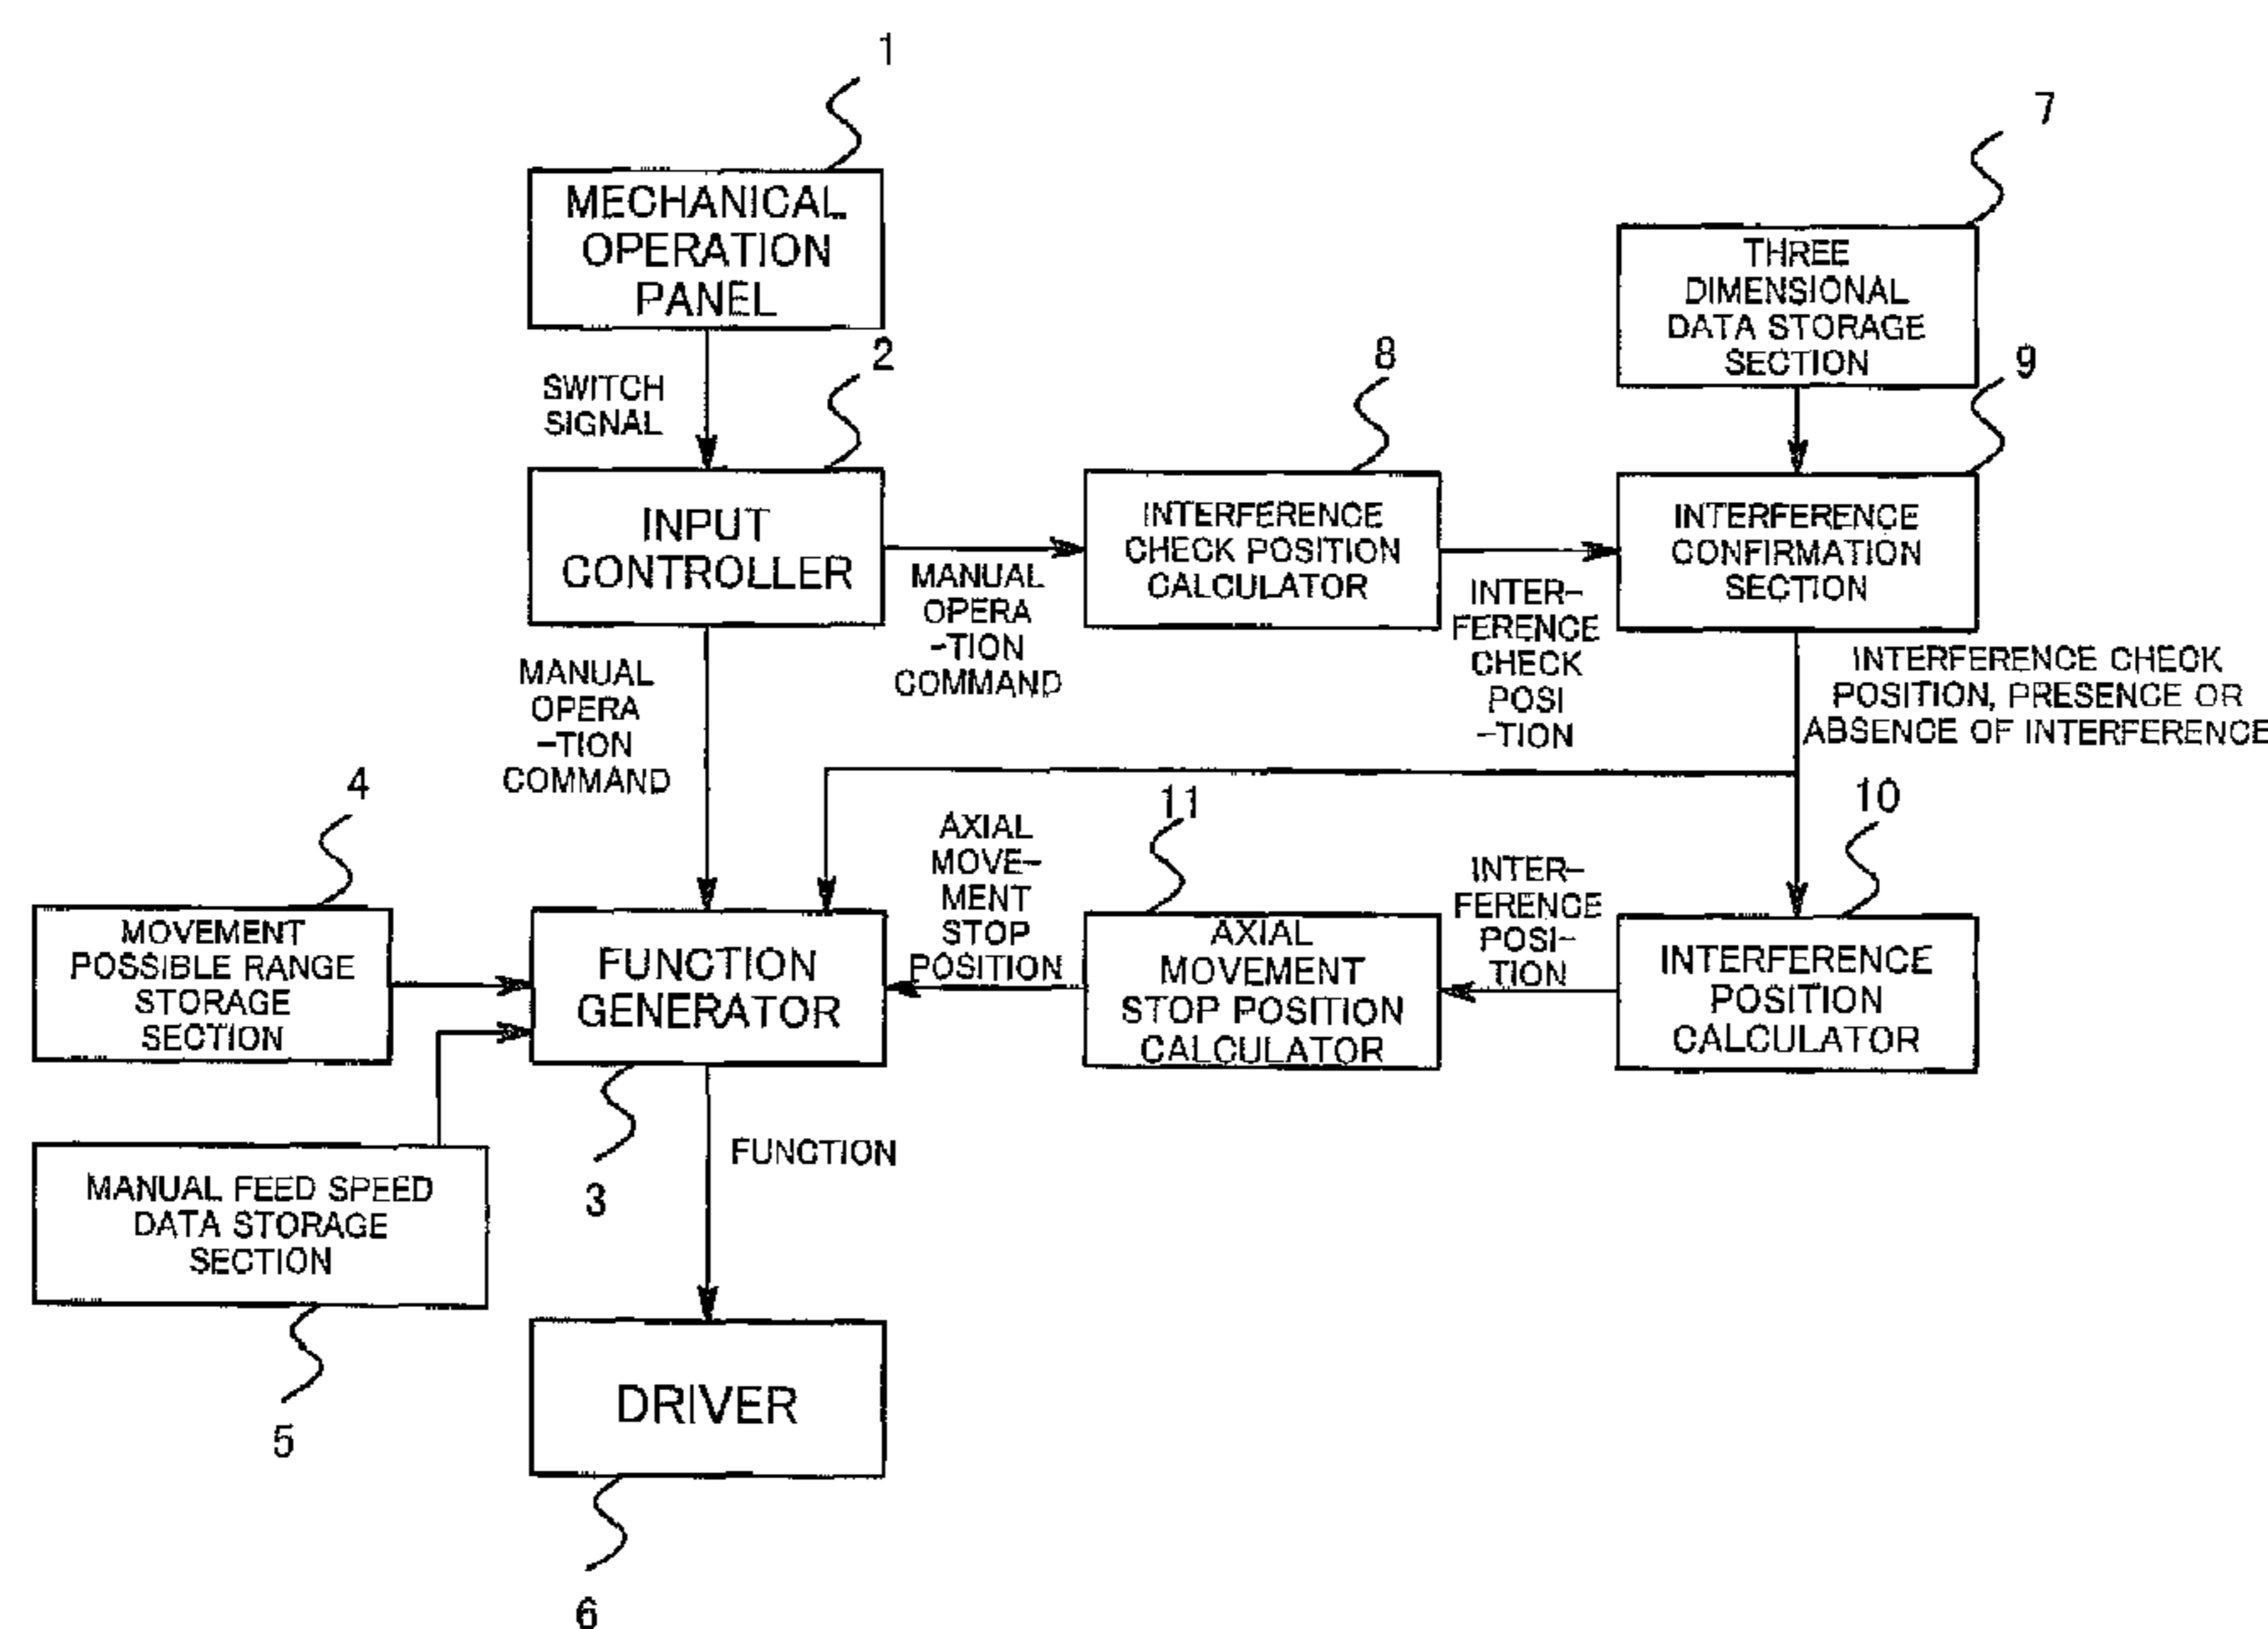 1
7
MECHANICAL
OPERATION
PANEL
THREE
DIMENSIONAL
DATA STORAGE
SECTION
2
8
9
SWITCH
SIGNAL
INPUT
CONTROLLER
INTERFERENCE
CHECK POSITION
CALCULATOR
INTERFERENCE
CONFIRMATION
SECTION
MANUAL
OPERA
-TION
COMMAND
INTER-
FERENCE
CHECK
POSI
-TION
INTERFERENCE CHECK
POSITION, PRESENCE OR
ABSENCE OF INTERFERENCE
MANUAL
OPERA
-TION
COMMAND
4
11
10
AXIAL
MOVE-
MENT
STOP
POSITION
INTER-
FERENCE
POSI-
TION
MOVEMENT
POSSIBLE RANGE
STORAGE
SECTION
FUNCTION
GENERATOR
AXIAL
MOVEMENT
STOP POSITION
CALCULATOR
INTERFERENCE
POSITION
CALCULATOR
3
FUNCTION
MANUAL FEED SPEED
DATA STORAGE
SECTION
5
DRIVER
6